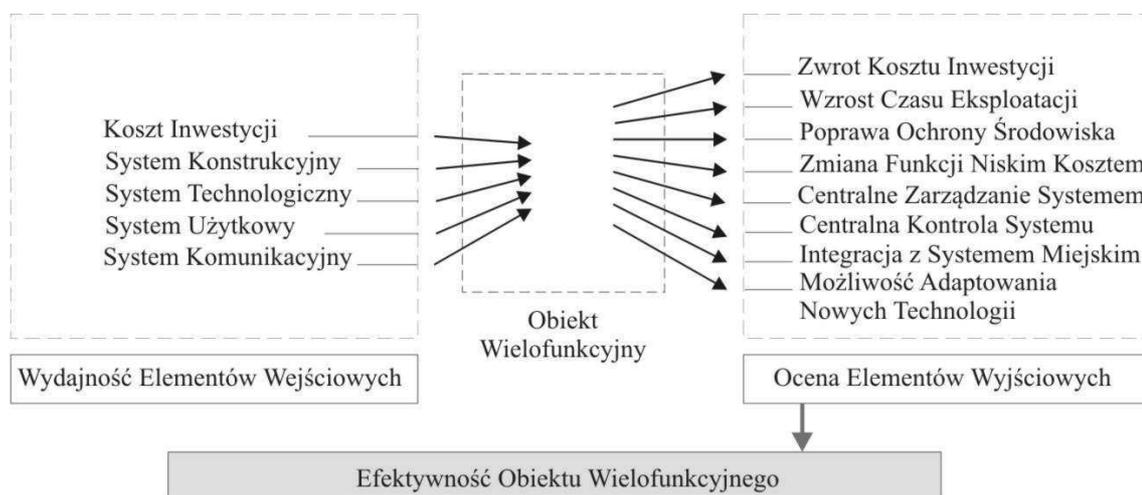 Koszt Inwestycji
System Konstrukcyjny
System Technologiczny
System Użytkowy
System Komunikacyjny
Wydajność Elementów Wejściowych
Obiekt
Wielofunkcyjny
Zwrot Kosztu Inwestycji
Wzrost Czasu Eksploatacji
Poprawa Ochrony Środowiska
Zmiana Funkcji Niskim Kosztem
Centralne Zarządzanie Systemem
Centralna Kontrola Systemu
Integracja z Systemem Miejskim
Możliwość Adaptowania
Nowych Technologii
Ocena Elementów Wyjściowych
Efektywność Obiektu Wielofunkcyjnego